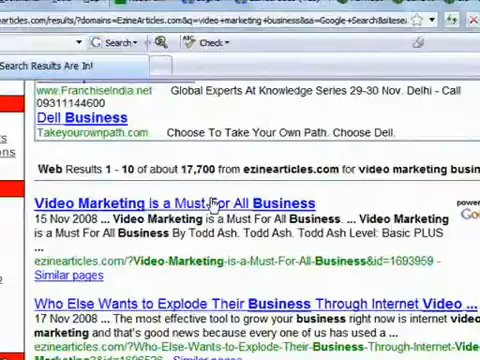 articles.com/results/?domains=EzineArticles.com&q=video+marketing+business&sa=Google+Search&sitese
Search
Check
Search Results Are In!
www.FranchiseIndia.net Global Experts At Knowledge Series 29-30 Nov. Delhi - Call
09311144600
Dell Business
Takeyourownpath.com Choose To Take Your Own Path. Choose Dell.
ons
Web Results 1 - 10 of about 17,700 from ezinearticles.com for video marketing busin
Video Marketing is a Must For All Business
15 Nov 2008 ... Video Marketing is a Must For All Business. ... Video Marketing
is a Must For All Business By Todd Ash. Todd Ash. Todd Ash Level: Basic PLUS
...
ezinearticles.com/?Video-Marketing-is-a-Must-For-All-Business&id=1693959 -
Similar pages
powe
Goo
Who Else Wants to Explode Their Business Through Internet Video ...
17 Nov 2008 ... The most effective tool to grow your business right now is internet video
marketing and that's good news because every one of us has used a ...
ezinearticles.com/?Who-Else-Wants-to-Explode-Their-Business-Through-Internet-
Similar pages